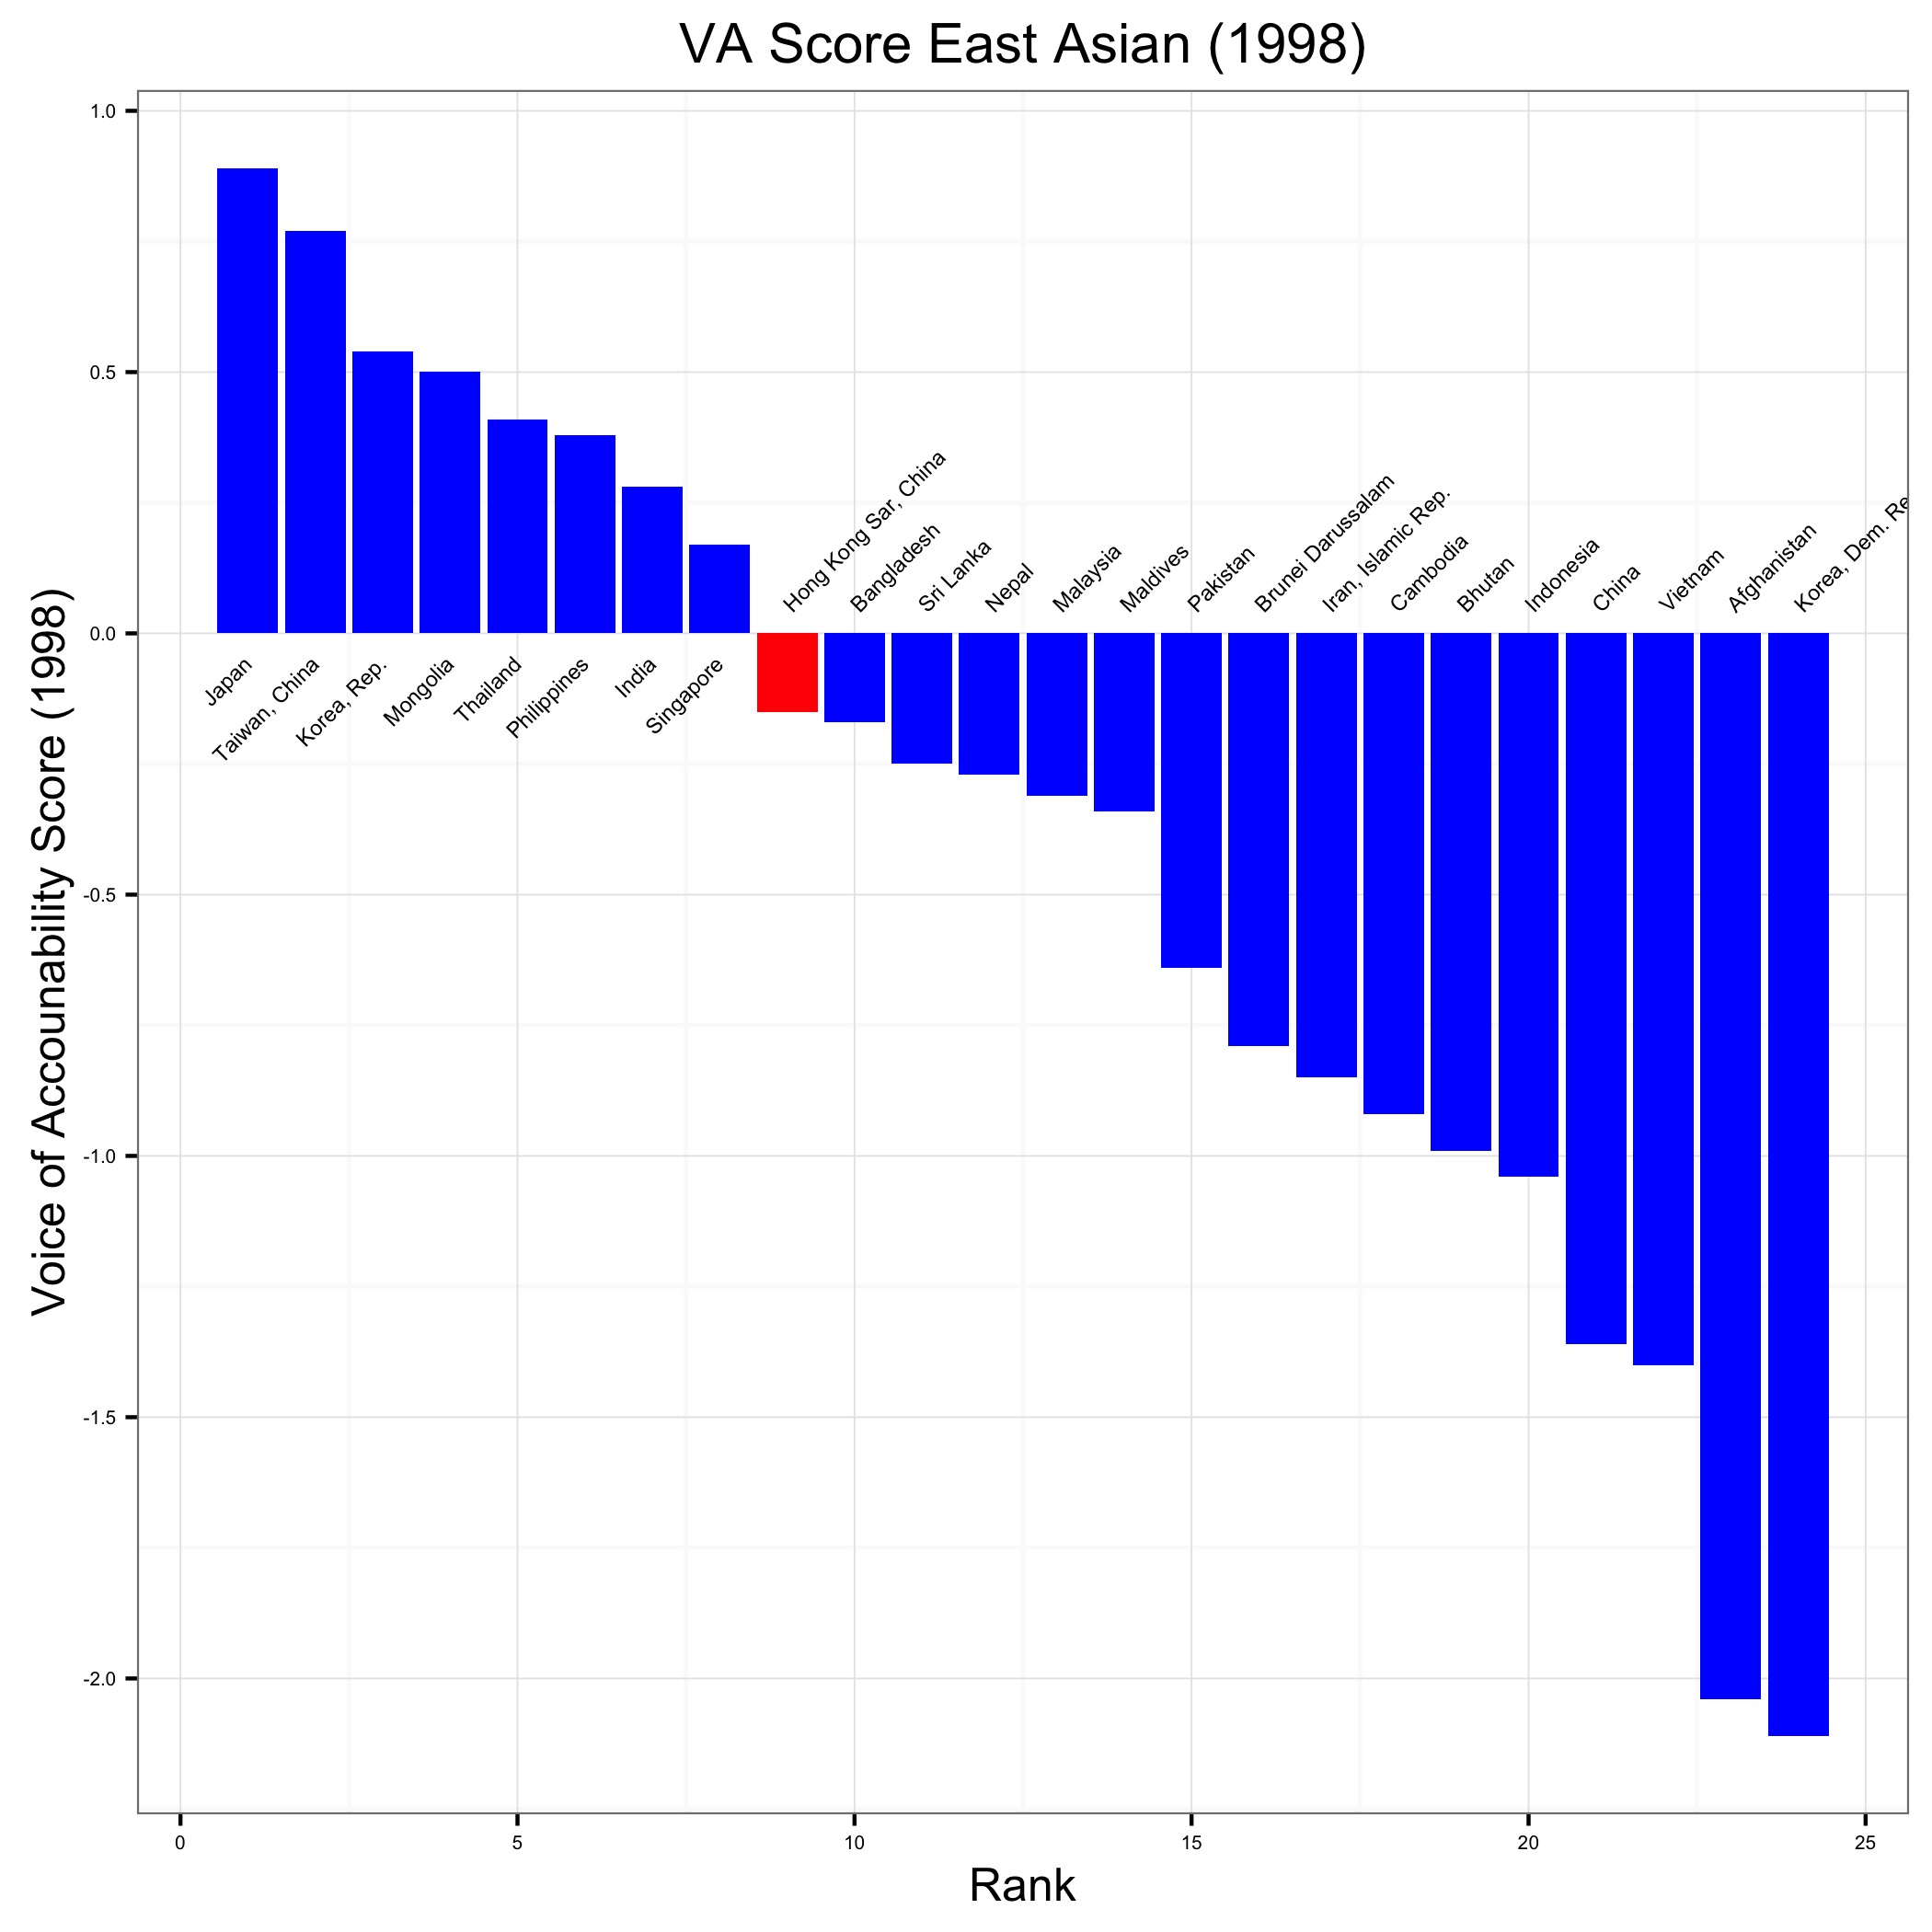 VA Score East Asian (1998)
Voice of Accounability Score (1998)
1.0
0.5
0.0
-0.5
-1.0
-1.5
-2.0
Japan
Taiwan, China
Korea, Rep.
Mongolia
Thailand
Philippines
India
Singapore
Hong Kong Sar, China
Bangladesh
Sri Lanka
Nepal
Malaysia
Maldives
Pakistan
Brunei Darussalam
Iran, Islamic Rep.
Cambodia
Bhutan
Indonesia
China
Vietnam
Afghanistan
Korea, Dem. Re
0
5
10
15
20
25
Rank